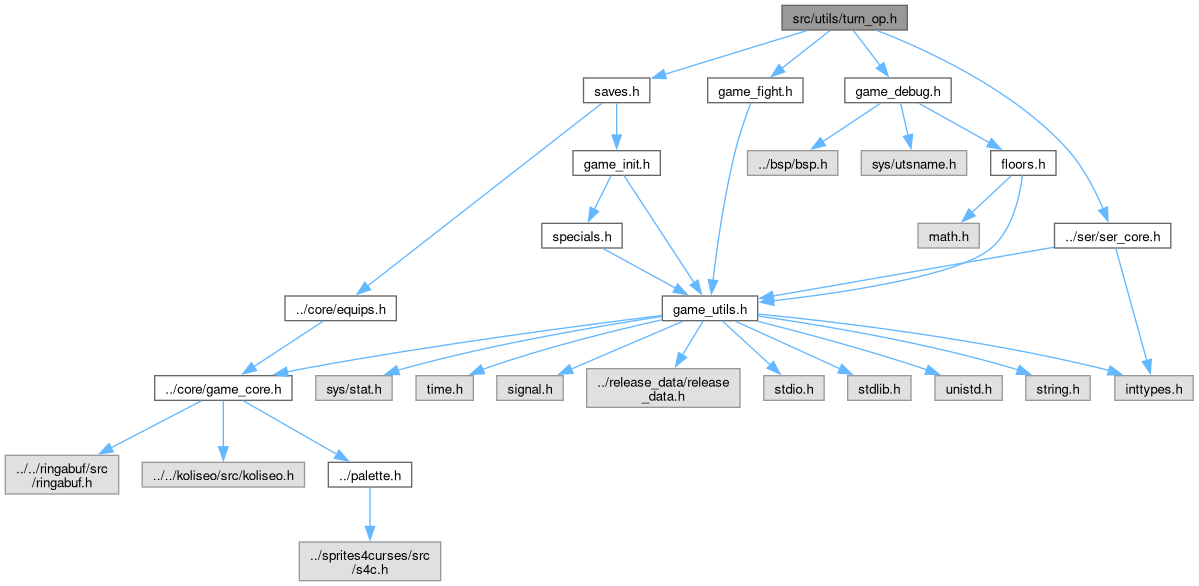 src/utils/turn_op.h
saves.h
game_fight.h
game_debug.h
game_init.h
../bsp/bsp.h
sys/utsname.h
floors.h
specials.h
math.h
../ser/ser_core.h
../core/equips.h
game_utils.h
../core/game_core.h
sys/stat.h
time.h
signal.h
../release_data/release
_data.h
stdio.h
stdlib.h
unistd.h
string.h
inttypes.h
../../ringabuf/src
/ringabuf.h
../../koliseo/src/koliseo.h
../palette.h
../sprites4curses/src
/s4c.h